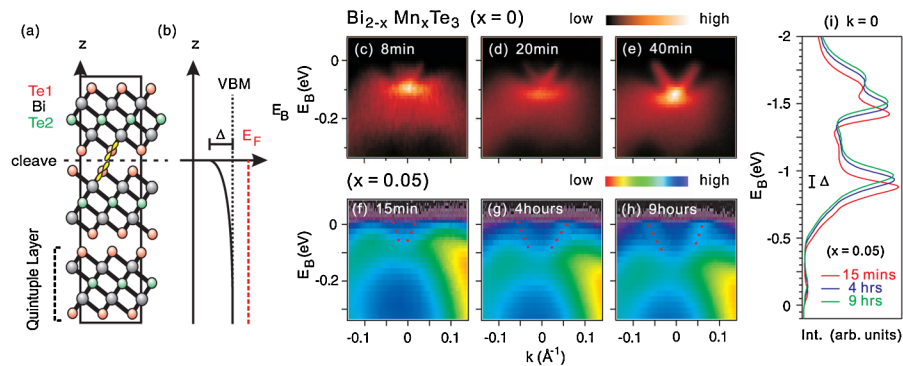 (a) z (b) z
Te1
Bi
Te2
cleave
Quintuple Layer
VBM
E_B
Δ
E_F
Bi2-x MnxTe3 (x = 0) low high
(c) 8min (d) 20min (e) 40min
E_B(eV)
0
-0.2
(x = 0.05) low high
(f) 15min (g) 4hours (h) 9hours
E_B(eV)
0
-0.2
-0.1 0 0.1 -0.1 0 0.1 -0.1 0 0.1
k (Å-1)
(i) k = 0
-2
-1.5
-1
-0.5
0
E_B(eV)
Δ
(x = 0.05)
15 mins
4 hrs
9 hrs
Int. (arb. units)